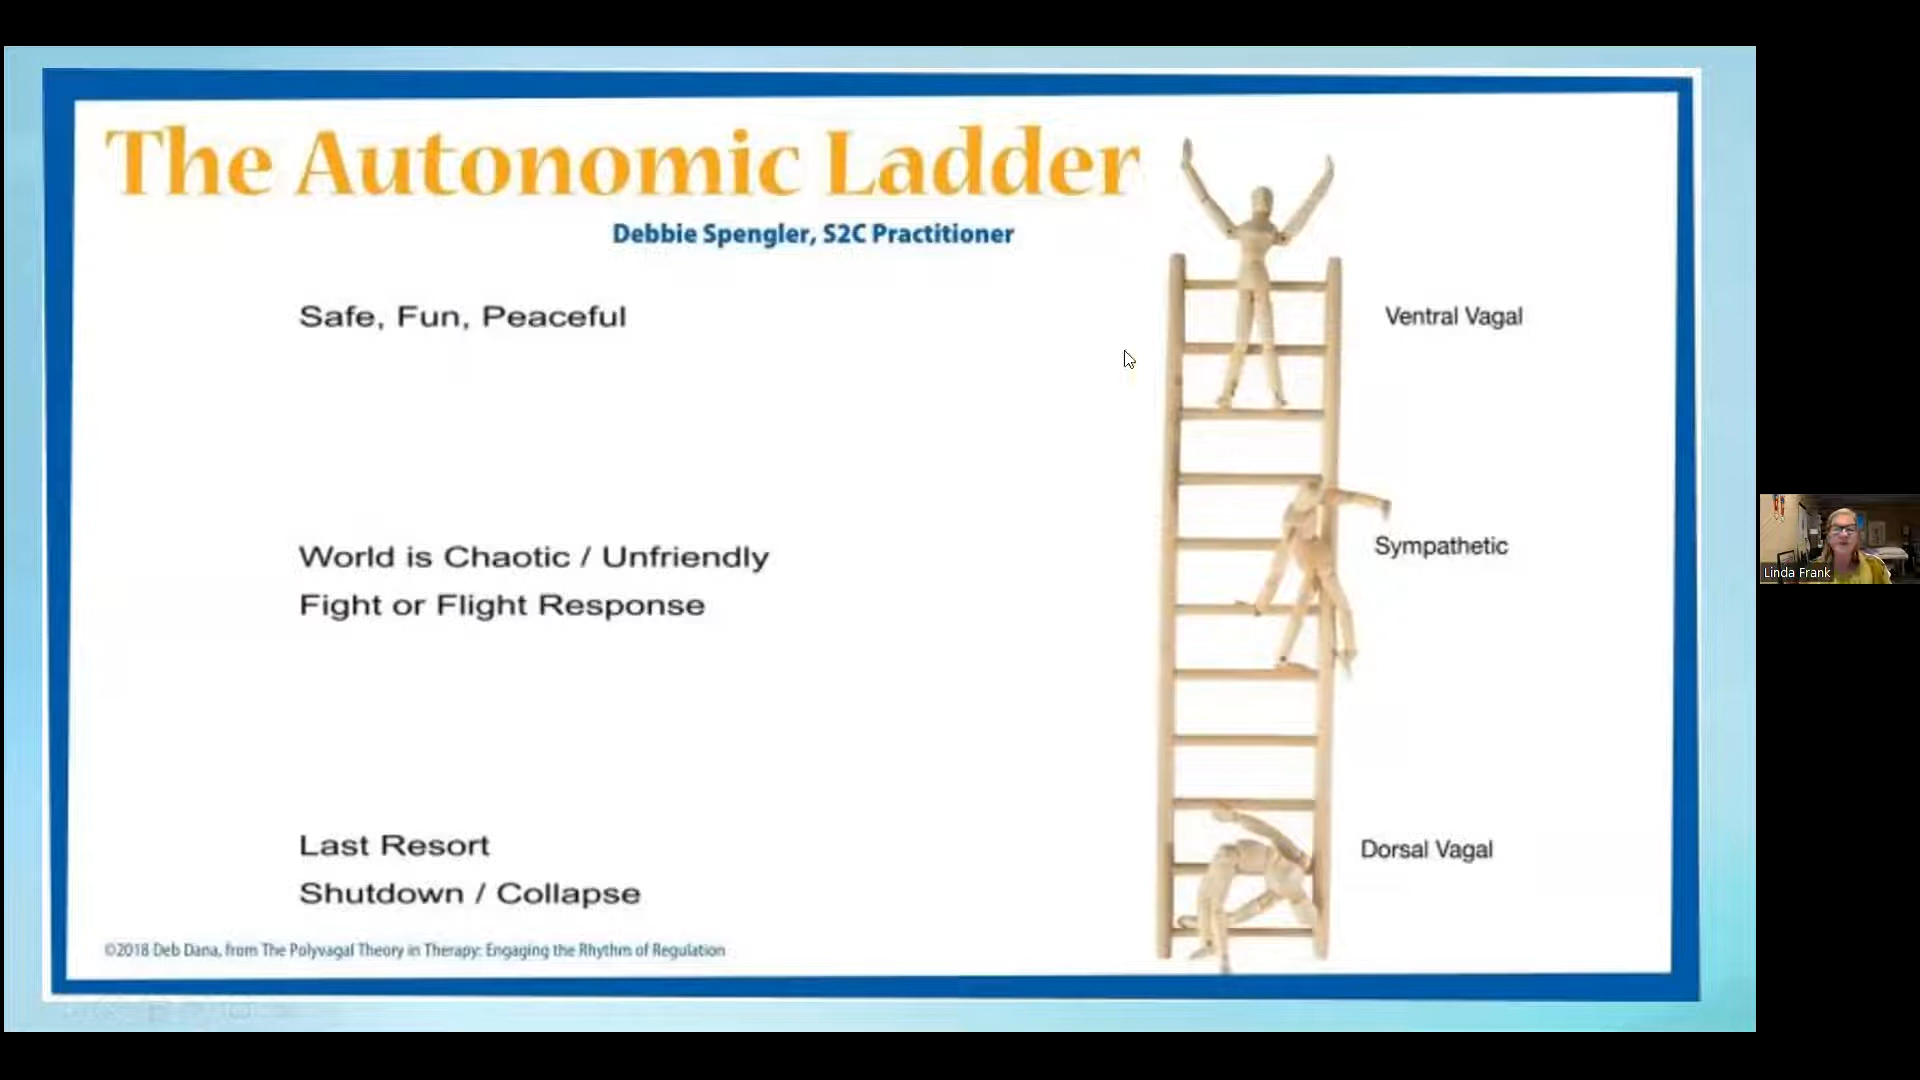 The Autonomic Ladder
Debbie Spengler, S2C Practitioner
Safe, Fun, Peaceful
Ventral Vagal
World is Chaotic / Unfriendly
Fight or Flight Response
Sympathetic
Last Resort
Shutdown / Collapse
Dorsal Vagal
©2018 Deb Dana, from The Polyvagal Theory in Therapy: Engaging the Rhythm of Regulation
Linda Frank